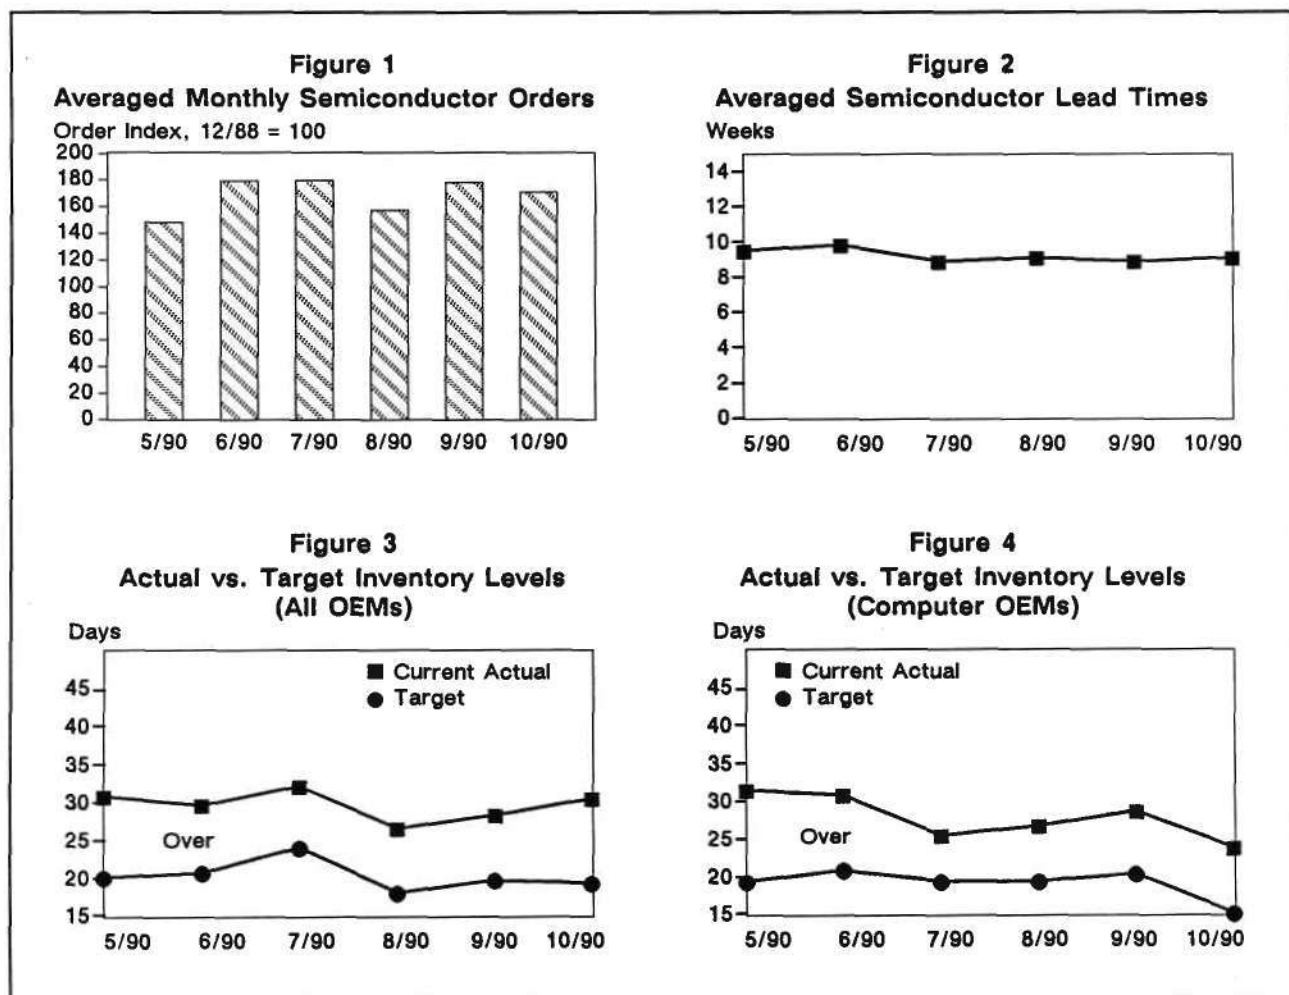 Figure 1
Averaged Monthly Semiconductor Orders
Order Index, 12/88 = 100
200
180
160
140
120
100
80
60
40
20
0
5/90 6/90 7/90 8/90 9/90 10/90
Figure 2
Averaged Semiconductor Lead Times
Weeks
14
12
10
8
6
4
2
0
5/90 6/90 7/90 8/90 9/90 10/90
Figure 3
Actual vs. Target Inventory Levels
(All OEMs)
Days
Current Actual
Target
45
40
35
30
25
20
15
Over
5/90 6/90 7/90 8/90 9/90 10/90
Figure 4
Actual vs. Target Inventory Levels
(Computer OEMs)
Days
Current Actual
Target
45
40
35
30
25
20
15
Over
5/90 6/90 7/90 8/90 9/90 10/90